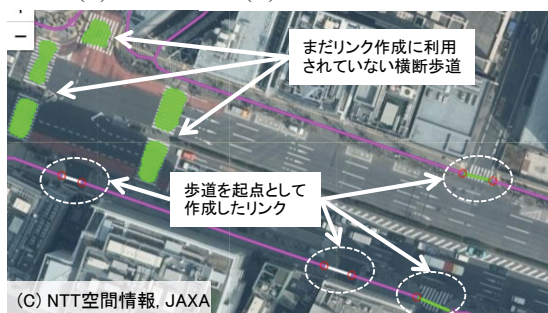 まだリンク作成に利用
されていない横断歩道
歩道を起点として
作成したリンク
(C) NTT空間情報, JAXA